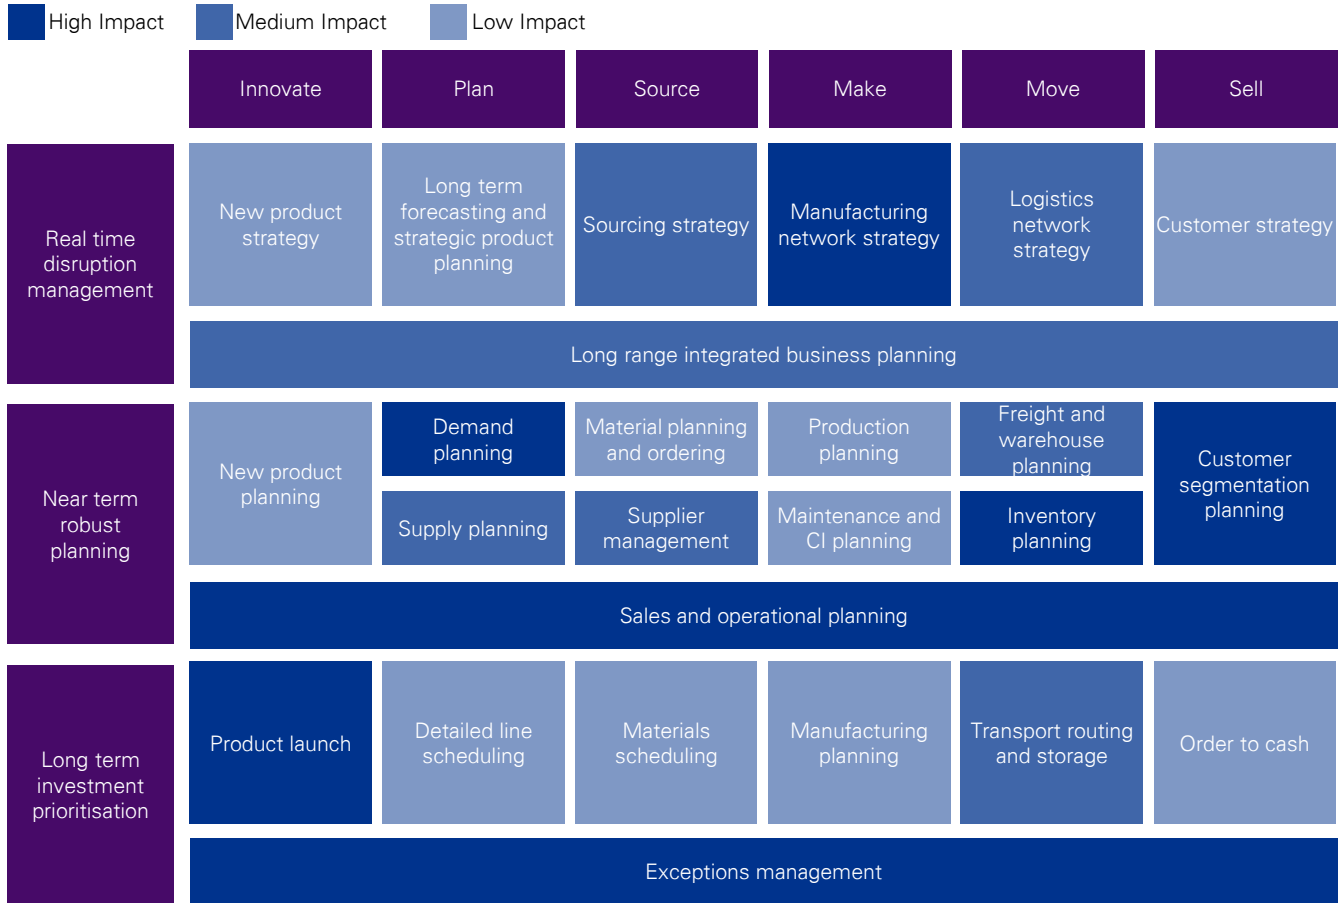 High Impact
Medium Impact
Low Impact
Innovate
Plan
Source
Make
Move
Sell
Real time
disruption
management
New product
strategy
Long term
forecasting and
strategic product
planning
Sourcing strategy
Manufacturing
network strategy
Logistics
network
strategy
Customer strategy
Long range integrated business planning
Near term
robust
planning
New product
planning
Demand
planning
Material planning
and ordering
Production
planning
Freight and
warehouse
planning
Customer
segmentation
planning
Supply planning
Supplier
management
Maintenance and
CI planning
Inventory
planning
Sales and operational planning
Long term
investment
prioritisation
Product launch
Detailed line
scheduling
Materials
scheduling
Manufacturing
planning
Transport routing
and storage
Order to cash
Exceptions management